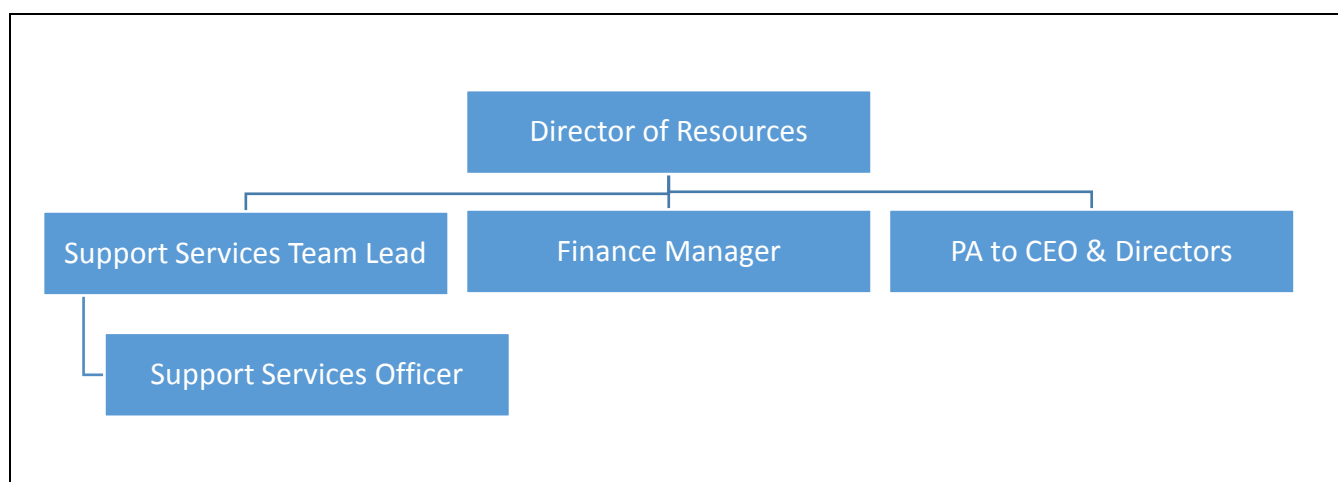 Director of Resources
Support Services Team Lead
Finance Manager
PA to CEO & Directors
Support Services Officer